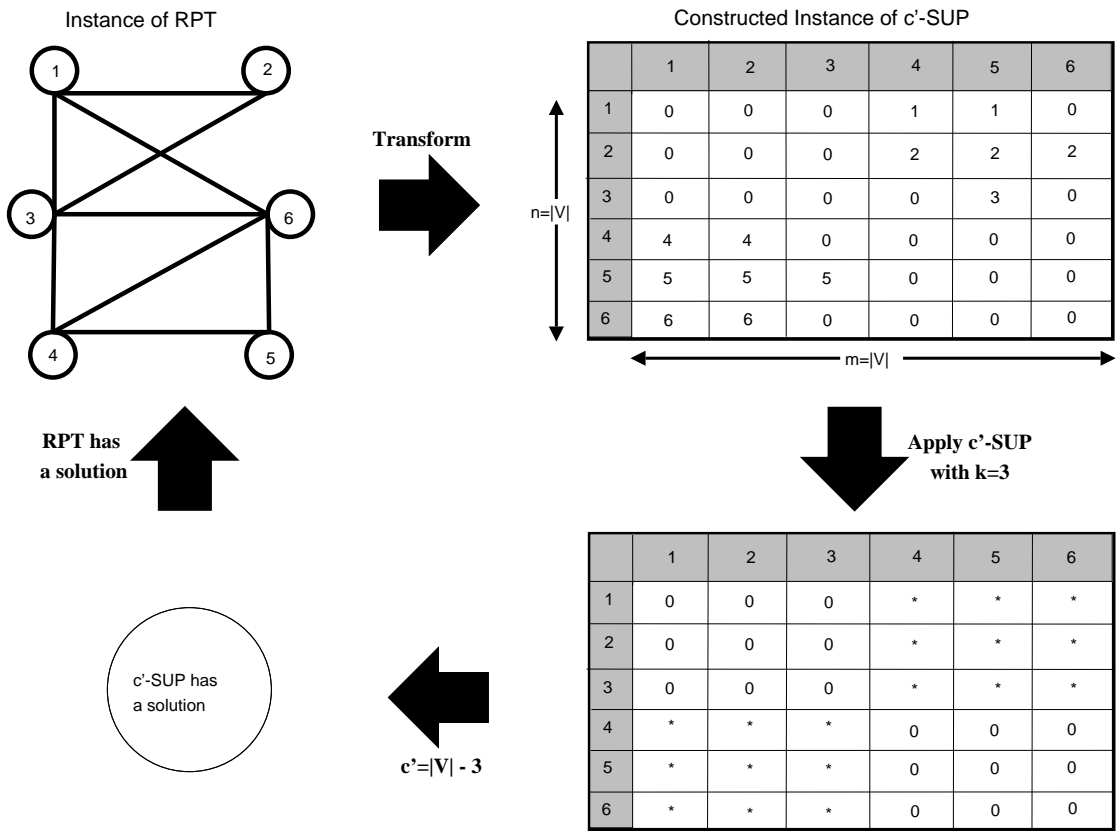 Instance of RPT
1 2
3 6
4 5
Transform
Constructed Instance of c'-SUP
1 2 3 4 5 6
1 0 0 0 1 1 0
2 0 0 0 2 2 2
3 0 0 0 0 3 0
4 4 4 0 0 0 0
5 5 5 5 0 0 0
6 6 6 0 0 0 0
n=|V|
m=|V|
RPT has
a solution
Apply c'-SUP
with k=3
c'-SUP has
a solution
c'=|V| - 3
1 2 3 4 5 6
1 0 0 0 * * *
2 0 0 0 * * *
3 0 0 0 * * *
4 * * * 0 0 0
5 * * * 0 0 0
6 * * * 0 0 0